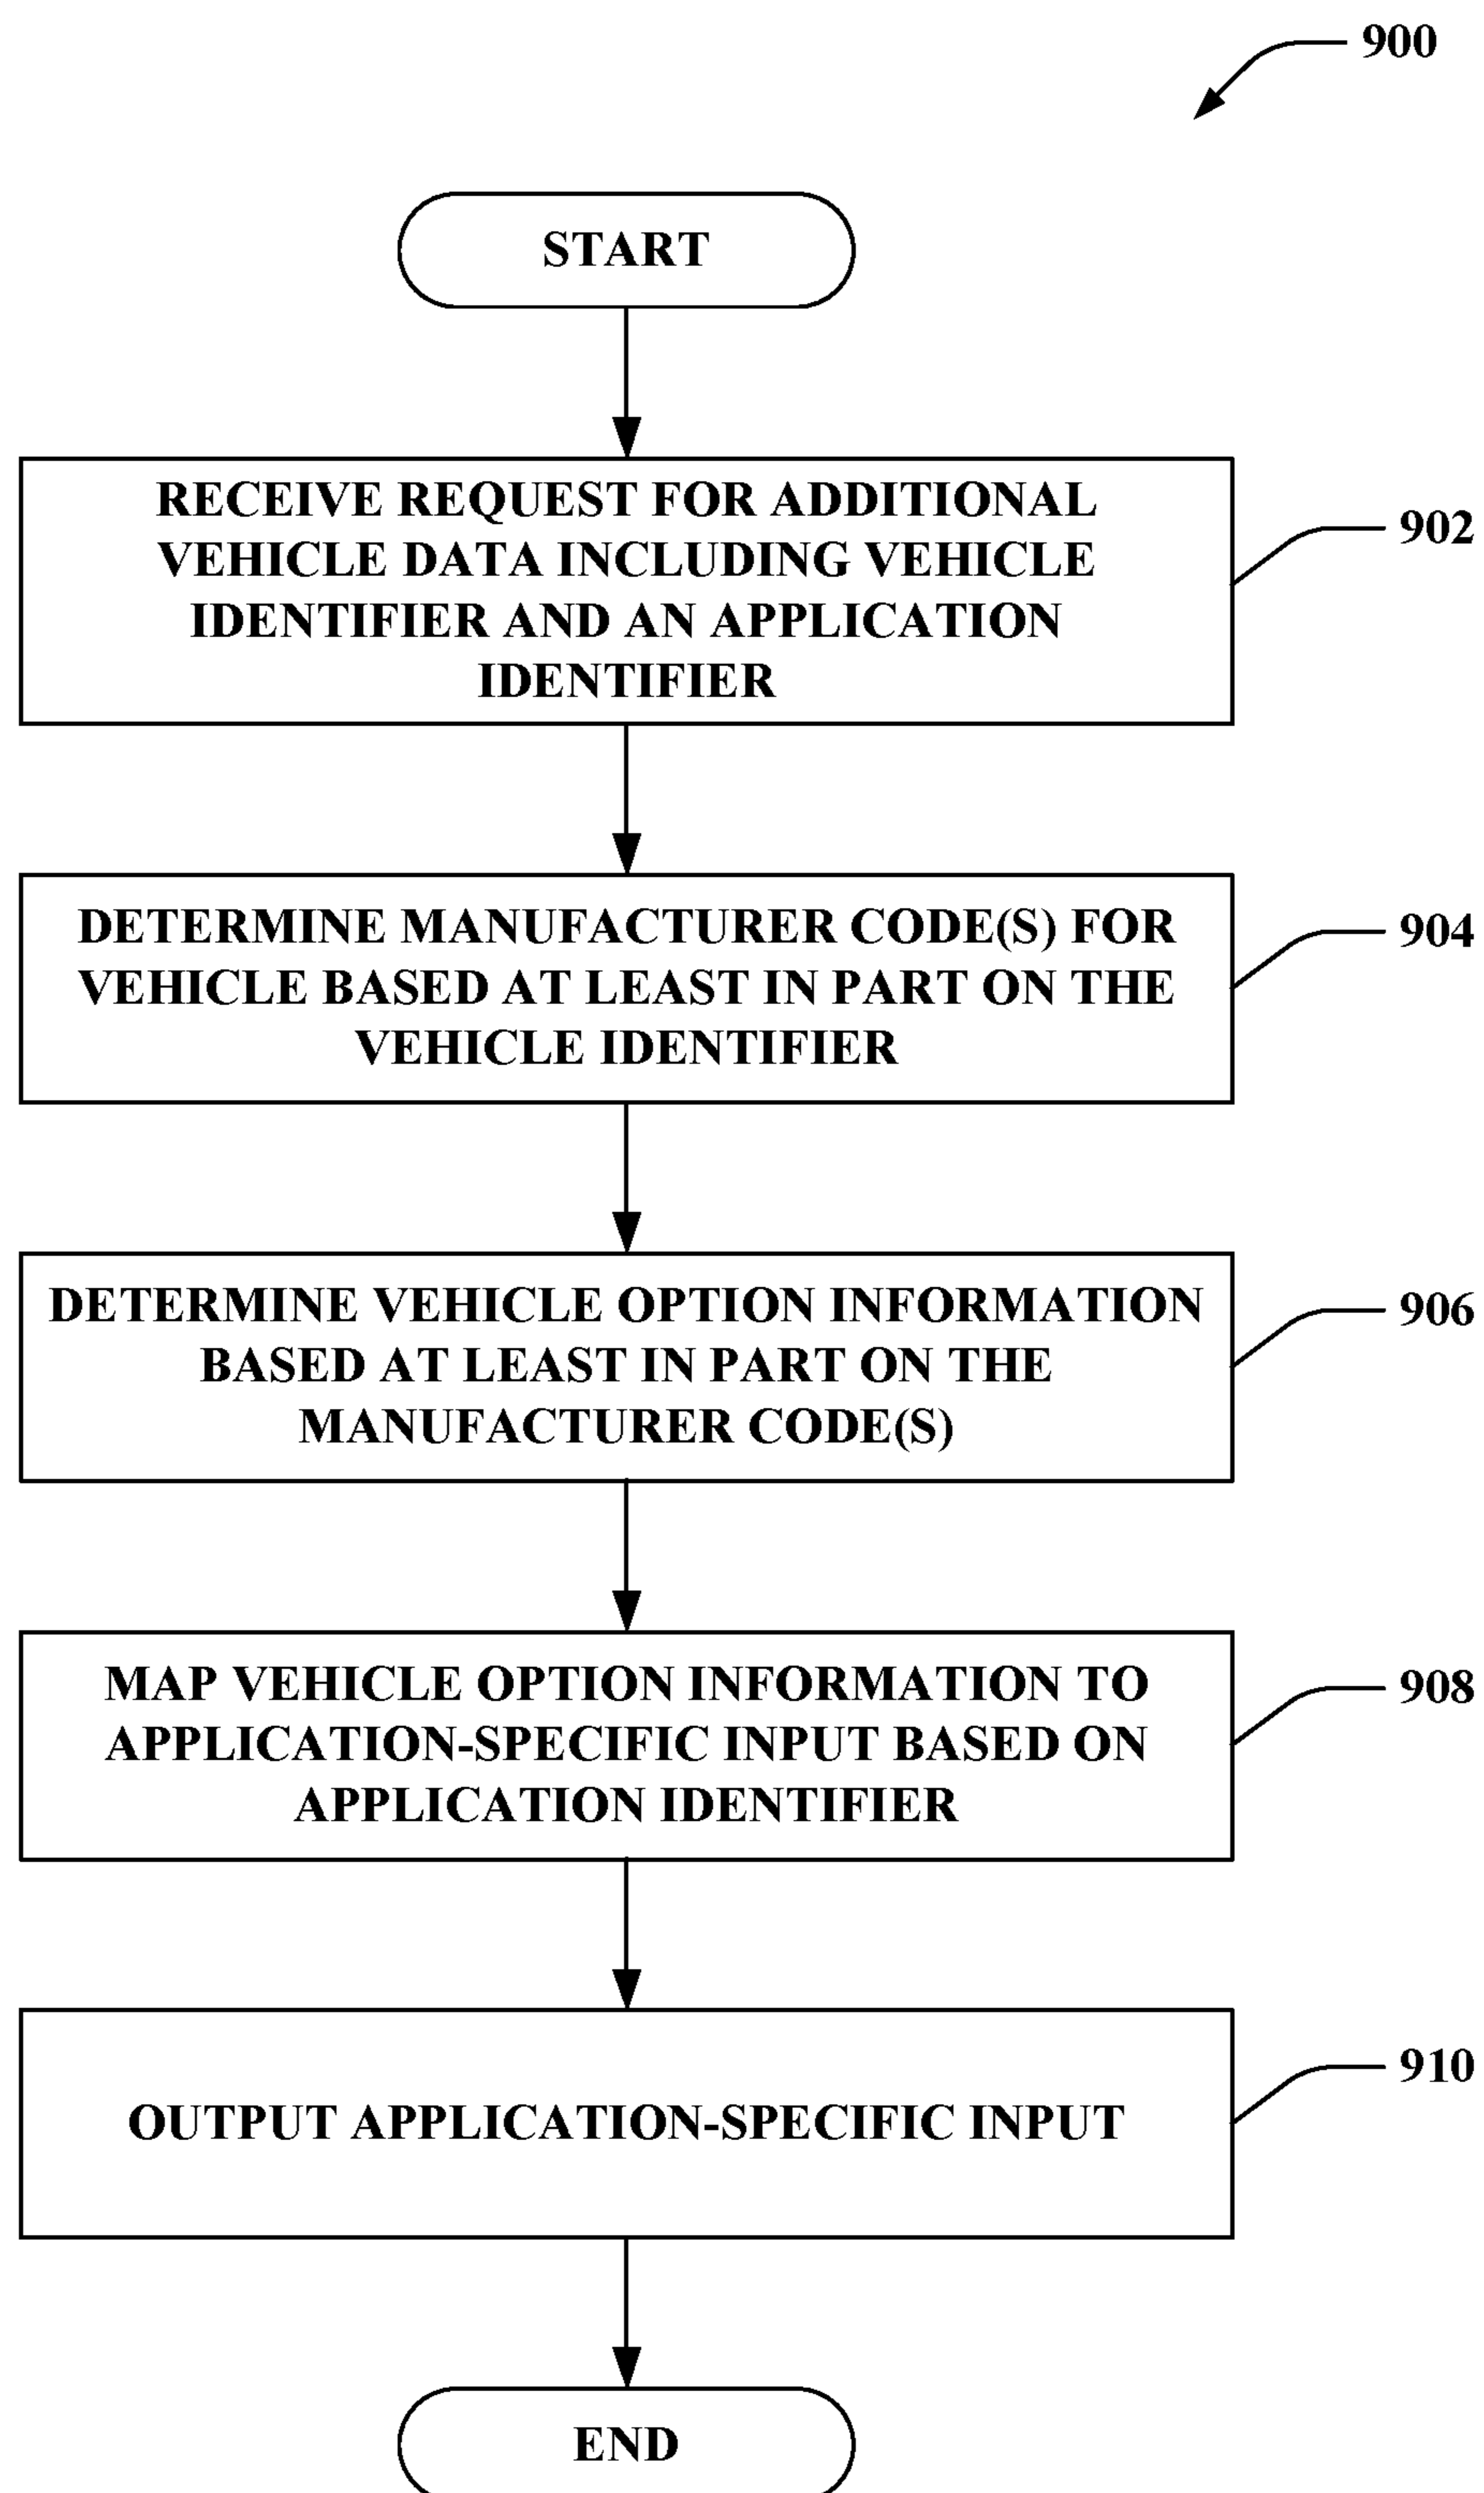 900
START
RECEIVE REQUEST FOR ADDITIONAL
VEHICLE DATA INCLUDING VEHICLE
IDENTIFIER AND AN APPLICATION
IDENTIFIER
902
DETERMINE MANUFACTURER CODE(S) FOR
VEHICLE BASED AT LEAST IN PART ON THE
VEHICLE IDENTIFIER
904
DETERMINE VEHICLE OPTION INFORMATION
BASED AT LEAST IN PART ON THE
MANUFACTURER CODE(S)
906
MAP VEHICLE OPTION INFORMATION TO
APPLICATION-SPECIFIC INPUT BASED ON
APPLICATION IDENTIFIER
908
OUTPUT APPLICATION-SPECIFIC INPUT
910
END